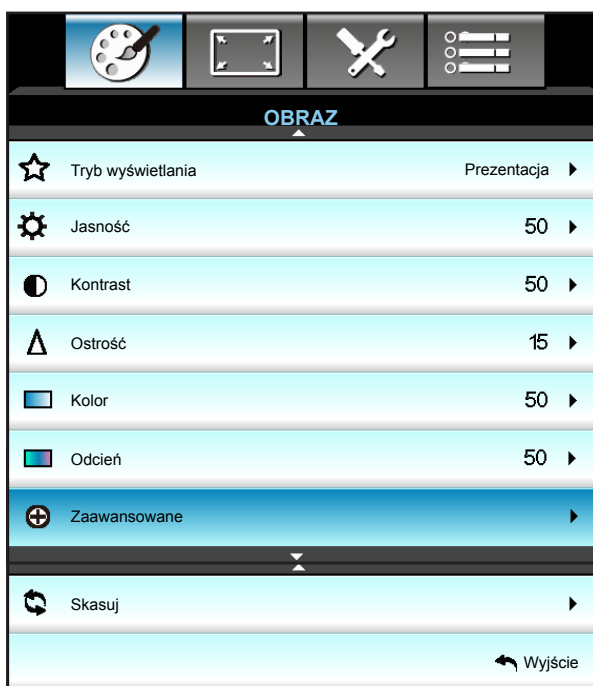 OBRAZ
Tryb wyświetlania Prezentacja
Jasność 50
Kontrast 50
Ostrość 15
Kolor 50
Odcień 50
Zaawansowane
Skasuj
Wyjście